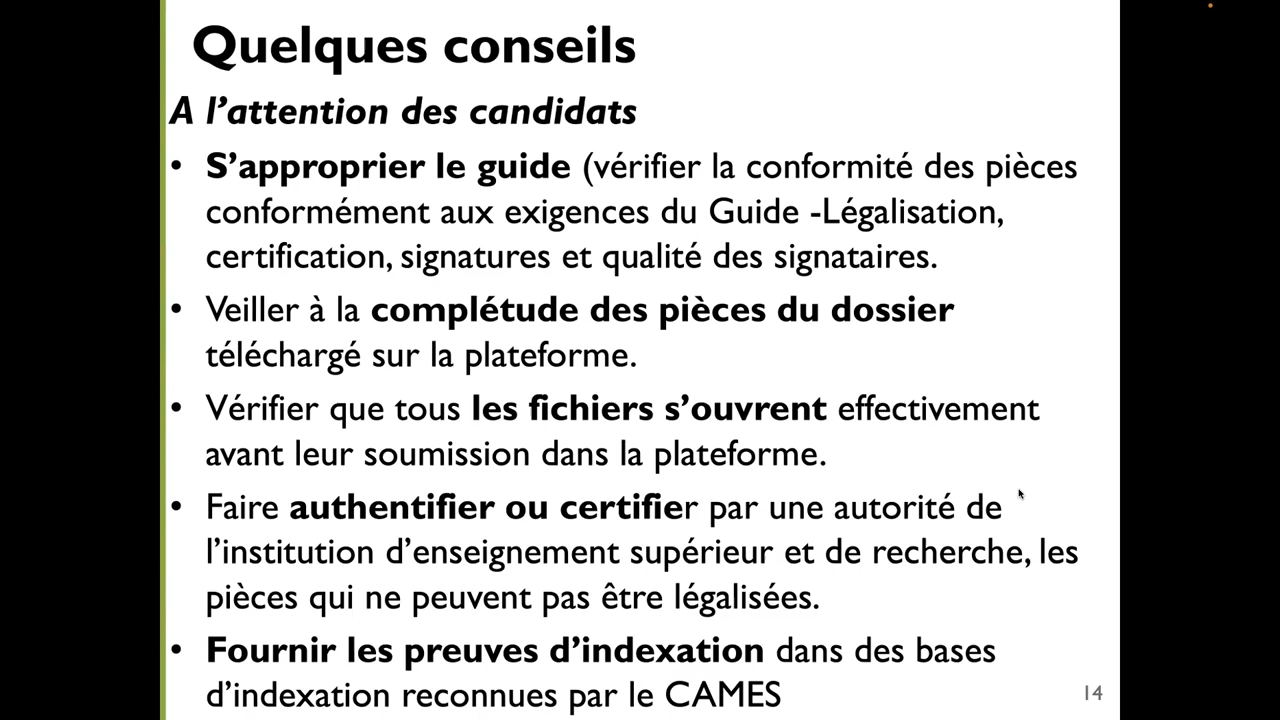 Quelques conseils
A l’attention des candidats
• S’approprier le guide (vérifier la conformité des pièces
conformément aux exigences du Guide -Légalisation,
certification, signatures et qualité des signataires.
• Veiller à la complétude des pièces du dossier
téléchargé sur la plateforme.
• Vérifier que tous les fichiers s’ouvrent effectivement
avant leur soumission dans la plateforme.
• Faire authentifier ou certifier par une autorité de
l’institution d’enseignement supérieur et de recherche, les
pièces qui ne peuvent pas être légalisées.
• Fournir les preuves d’indexation dans des bases
d’indexation reconnues par le CAMES
14